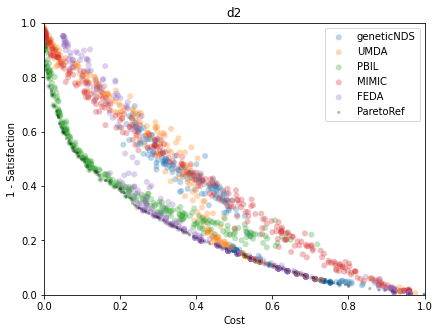 d2
1.0
0.8
0.6
0.4
0.2
0.0
1 - Satisfaction
geneticNDS
UMDA
PBIL
MIMIC
FEDA
ParetoRef
0.0 0.2 0.4 0.6 0.8 1.0
Cost